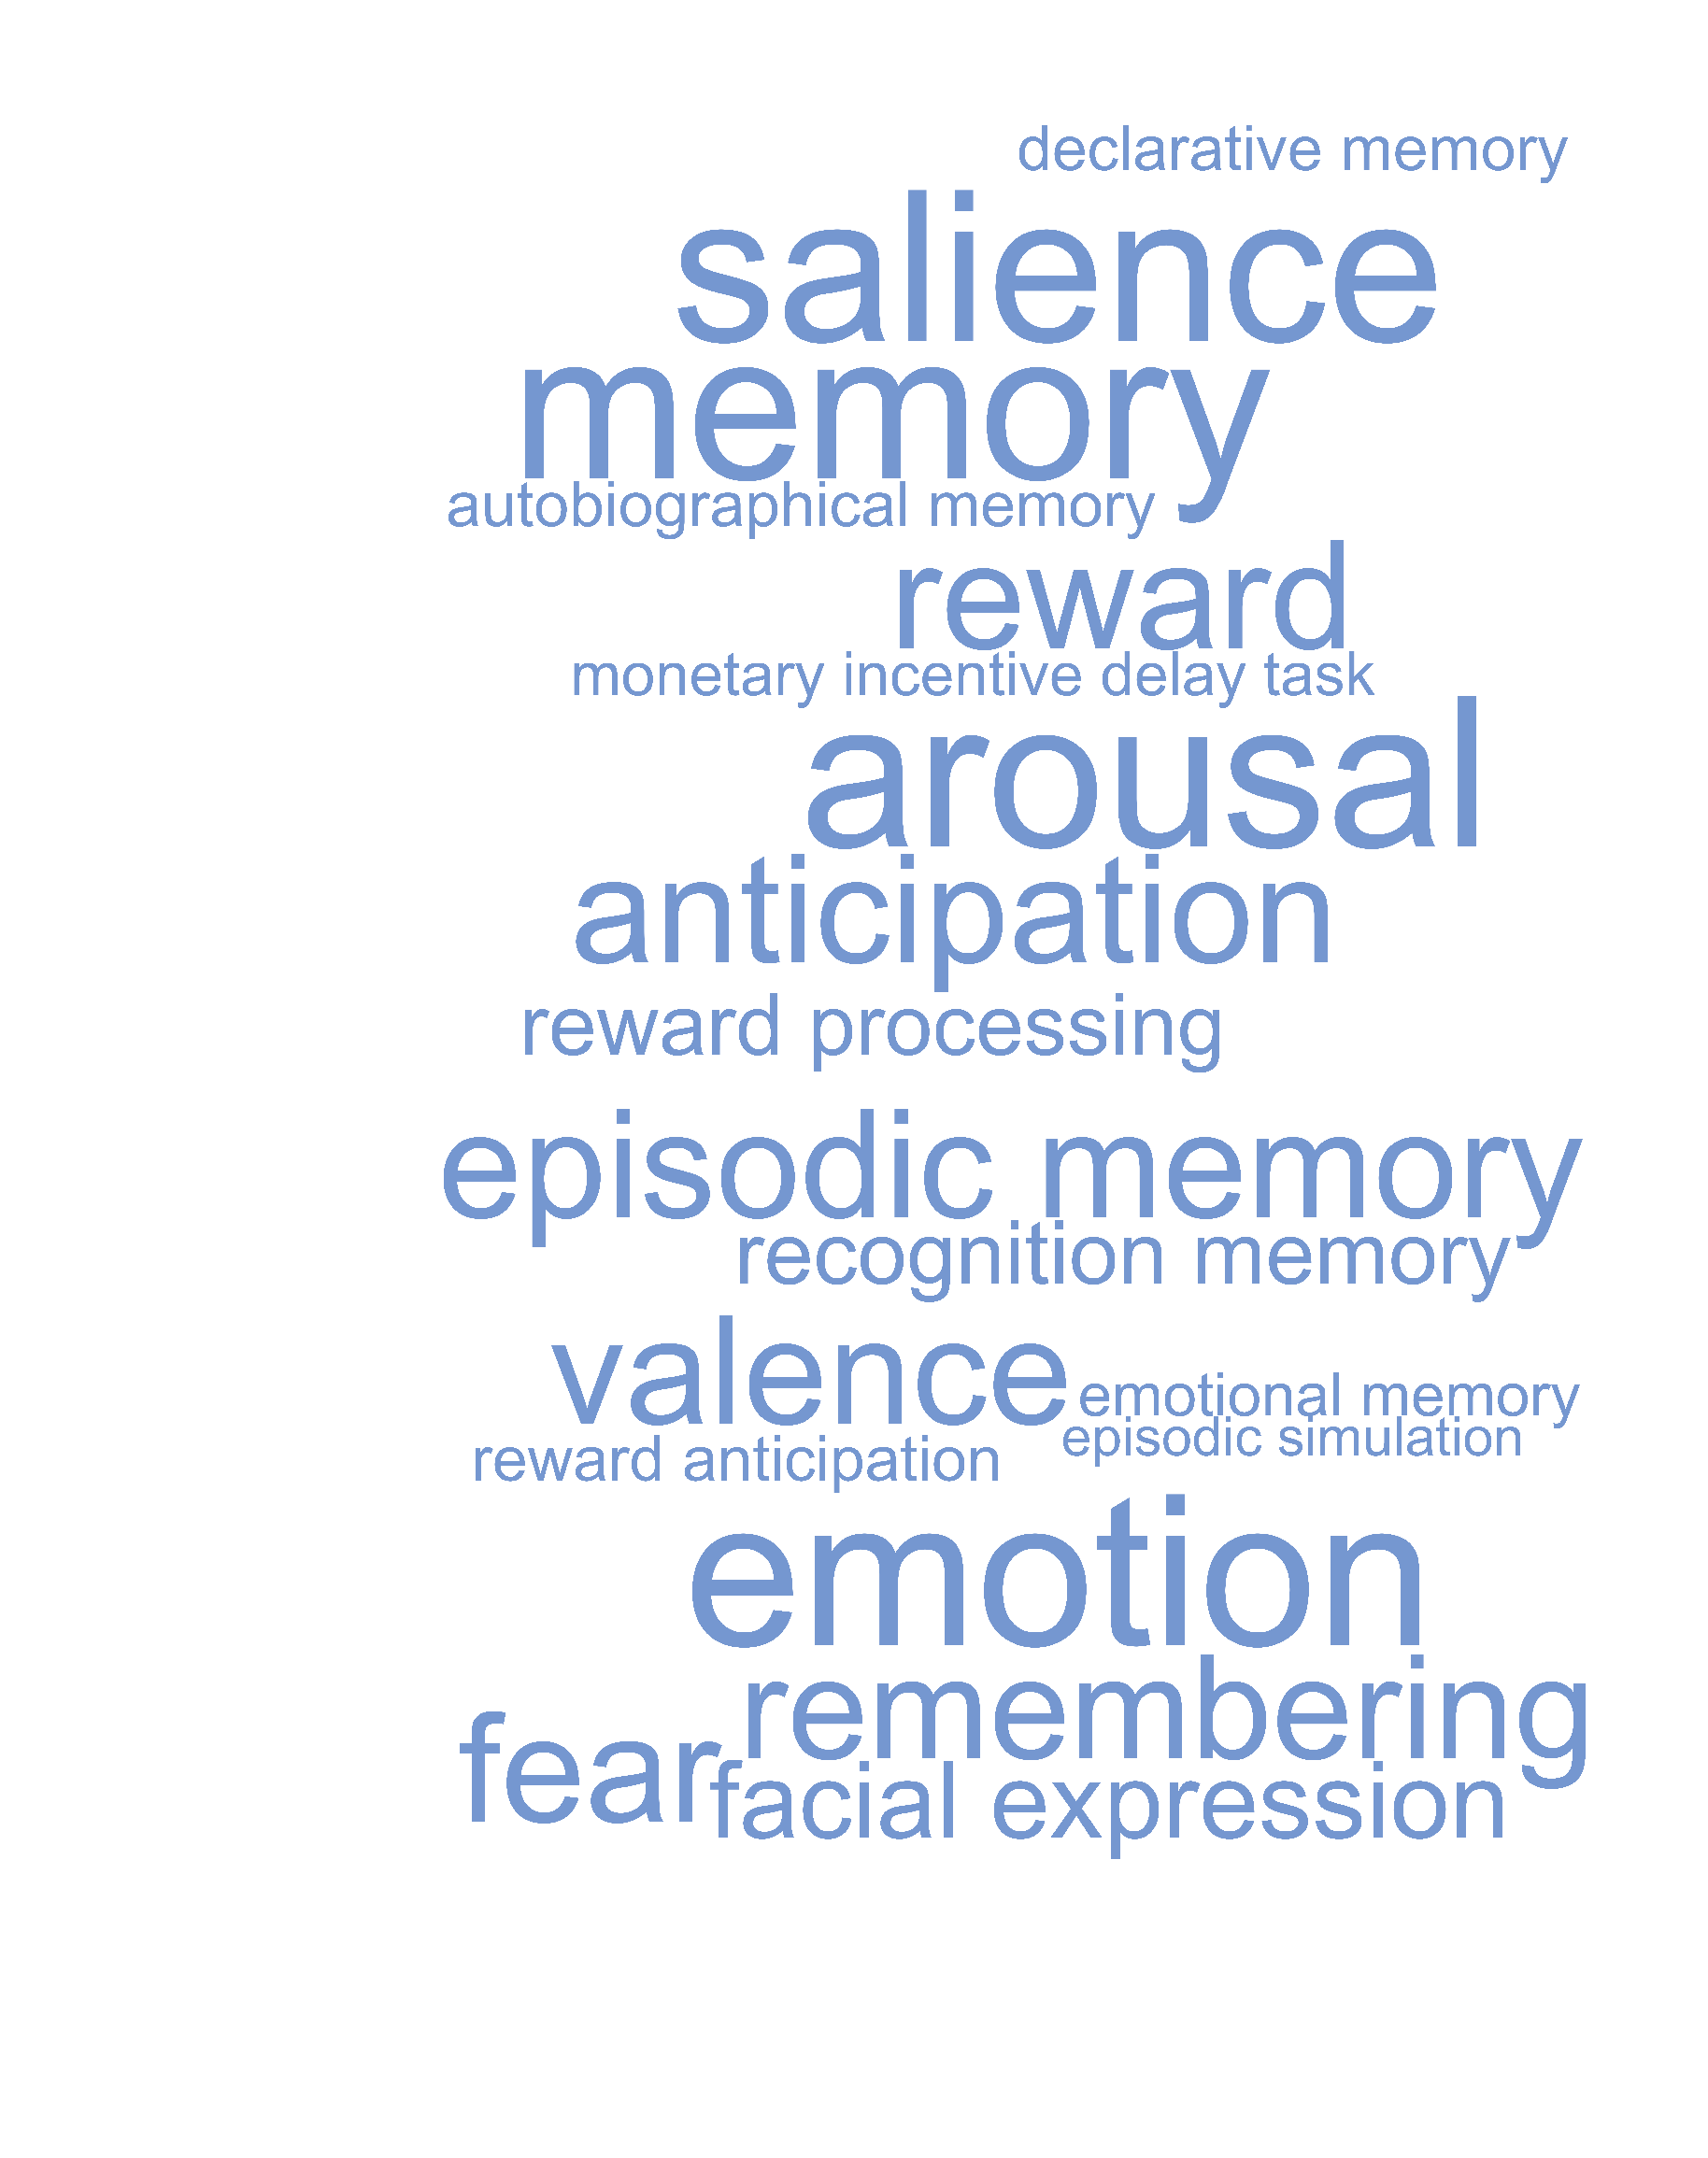 declarative memory
salience
memory
autobiographical memory
reward
monetary incentive delay task
arousal
anticipation
reward processing
episodic memory
recognition memory
valence
emotional memory
episodic simulation
reward anticipation
emotion
remembering
fear
facial expression